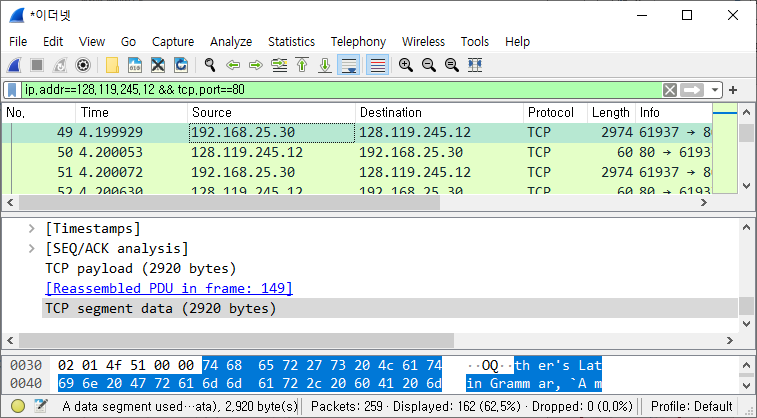 *이더넷
File Edit View Go Capture Analyze Statistics Telephony Wireless Tools Help
ip.addr==128.119.245.12 && tcp.port==80
No. Time Source Destination Protocol Length Info
49 4.199929 192.168.25.30 128.119.245.12 TCP 2974 61937 → 8
50 4.200053 128.119.245.12 192.168.25.30 TCP 60 80 → 6193
51 4.200072 192.168.25.30 128.119.245.12 TCP 2974 61937 → 8
52 4.200630 128.119.245.12 192.168.25.30 TCP 60 80 → 6193
[Timestamps]
[SEQ/ACK analysis]
TCP payload (2920 bytes)
[Reassembled PDU in frame: 149]
TCP segment data (2920 bytes)
0030 02 01 4f 51 00 00 74 68 65 72 27 73 20 4c 61 74 ··OQ··th er's Lat
0040 69 6e 20 47 72 61 6d 6d 61 72 2c 20 60 41 20 6d in Gramm ar, `A m
A data segment used…ata), 2,920 byte(s) Packets: 259 · Displayed: 162 (62,5%) · Dropped: 0 (0,0%) Profile: Default